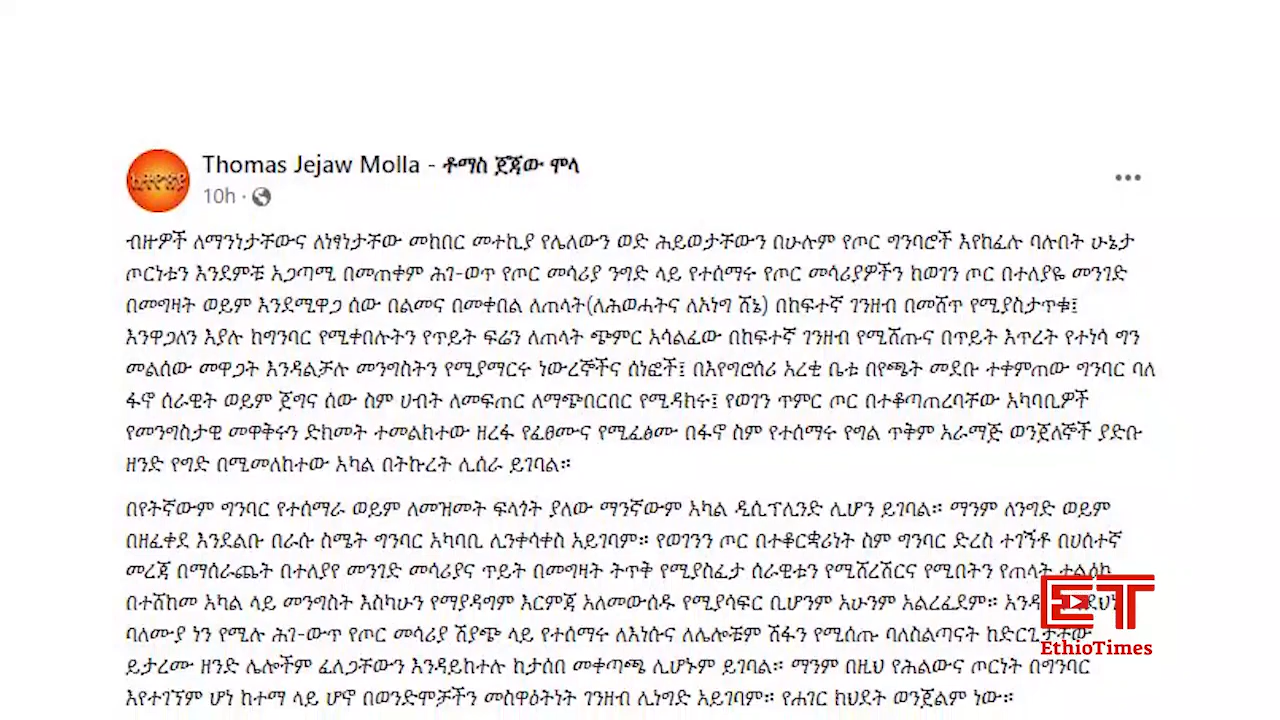 Thomas Jejaw Molla - ቶማስ ጀጃው ሞላ
ኢትዮጵያ
10h ·
ብዙዎች ለማንነታቸውና ለነፃነታቸው መከበር መተኪያ የሌለውን ወድ ሕይወታቸውን በሁሉም የጦር ግንባሮች እየከፈሉ ባሉበት ሁኔታ
ጦርነቱን እንደምቹ አጋጣሚ በመጠቀም ሕገ-ወጥ የጦር መሳሪያ ንግድ ላይ የተሰማሩ የጦር መሳሪያዎችን ከወገን ጦር በተለያዬ መንገድ
በመግዛት ወይም እንደሚዋጋ ሰው በልመና በመቀበል ለጠላት(ለሕወሓትና ለኦነግ ሸኔ) በከፍተኛ ገንዘብ በመሸጥ የሚያስታጥቁ፤
እንዋጋለን እያሉ ከግንባር የሚቀበሉትን የጥይት ፍሬን ለጠላት ጭምር አሳልፈው በከፍተኛ ገንዘብ የሚሸጡና በጥይት እጥረት የተነሳ ግን
መልሰው መዋጋት እንዳልቻሉ መንግስትን የሚያማርሩ ነውረኞችና ሰነፎች፤ በእየግሮሰሪ አረቄ ቤቱ በየጫት መደቡ ተቀምጠው ግንባር ባለ
ፋኖ ሰራዊት ወይም ጀግና ሰው ስም ሀብት ለመፍጠር ለማጭበርበር የሚዳክሩ፤ የወገን ጥምር ጦር በተቆጣጠረባቸው አካባቢዎች
የመንግስታዊ መዋቅሩን ድክመት ተመልክተው ዘረፋ የፈፀሙና የሚፈፅሙ በፋኖ ስም የተሰማሩ የግል ጥቅም አራማጅ ወንጀለኞች ያድቡ
ዘንድ የግድ በሚመለከተው አካል በትኩረት ሊሰራ ይገባል።
በየትኛውም ግንባር የተሰማራ ወይም ለመዝመት ፍላጎት ያለው ማንኛውም አካል ዲሲፕሊንድ ሊሆን ይገባል። ማንም ለንግድ ወይም
በዘፈቀደ እንደልቡ በራሱ ስሜት ግንባር አካባቢ ሊንቀሳቀስ አይገባም። የወገንን ጦር በተቆርቋሪነት ስም ግንባር ድረስ ተገኝቶ በሀሰተኛ
መረጃ በማሰራጨት በተለያየ መንገድ መሳሪያና ጥይት በመግዛት ትጥቅ የሚያስፈታ ሰራዊቱን የሚሸረሽርና የሚበትን የጠላት ተልዕኮ
በተሸከመ አካል ላይ መንግስት እስካሁን የማያዳግም እርምጃ አለመውሰዱ የሚያሳፍር ቢሆንም አሁንም አልረፈደም።
ባለሙያ ነን የሚሉ ሕገ-ውጥ የጦር መሳሪያ ሽያጭ ላይ የተሰማሩ ለእነሱና ለሌሎቹም ሽፋን የሚሰጡ ባለስልጣናት ከድርጊታቸው
ይታረሙ ዘንድ ሌሎችም ፈለጋቸውን እንዳይከተሉ ከታሰበ መቀጣጫ ሊሆኑም ይገባል። ማንም በዚህ የሕልውና ጦርነት በግንባር
እየተገኘም ሆነ ከተማ ላይ ሆኖ በወንድሞቻችን መስዋዕትነት ገንዘብ ሊነግድ አይገባም። የሐገር ክህደት ወንጀልም ነው።
ET
EthioTimes